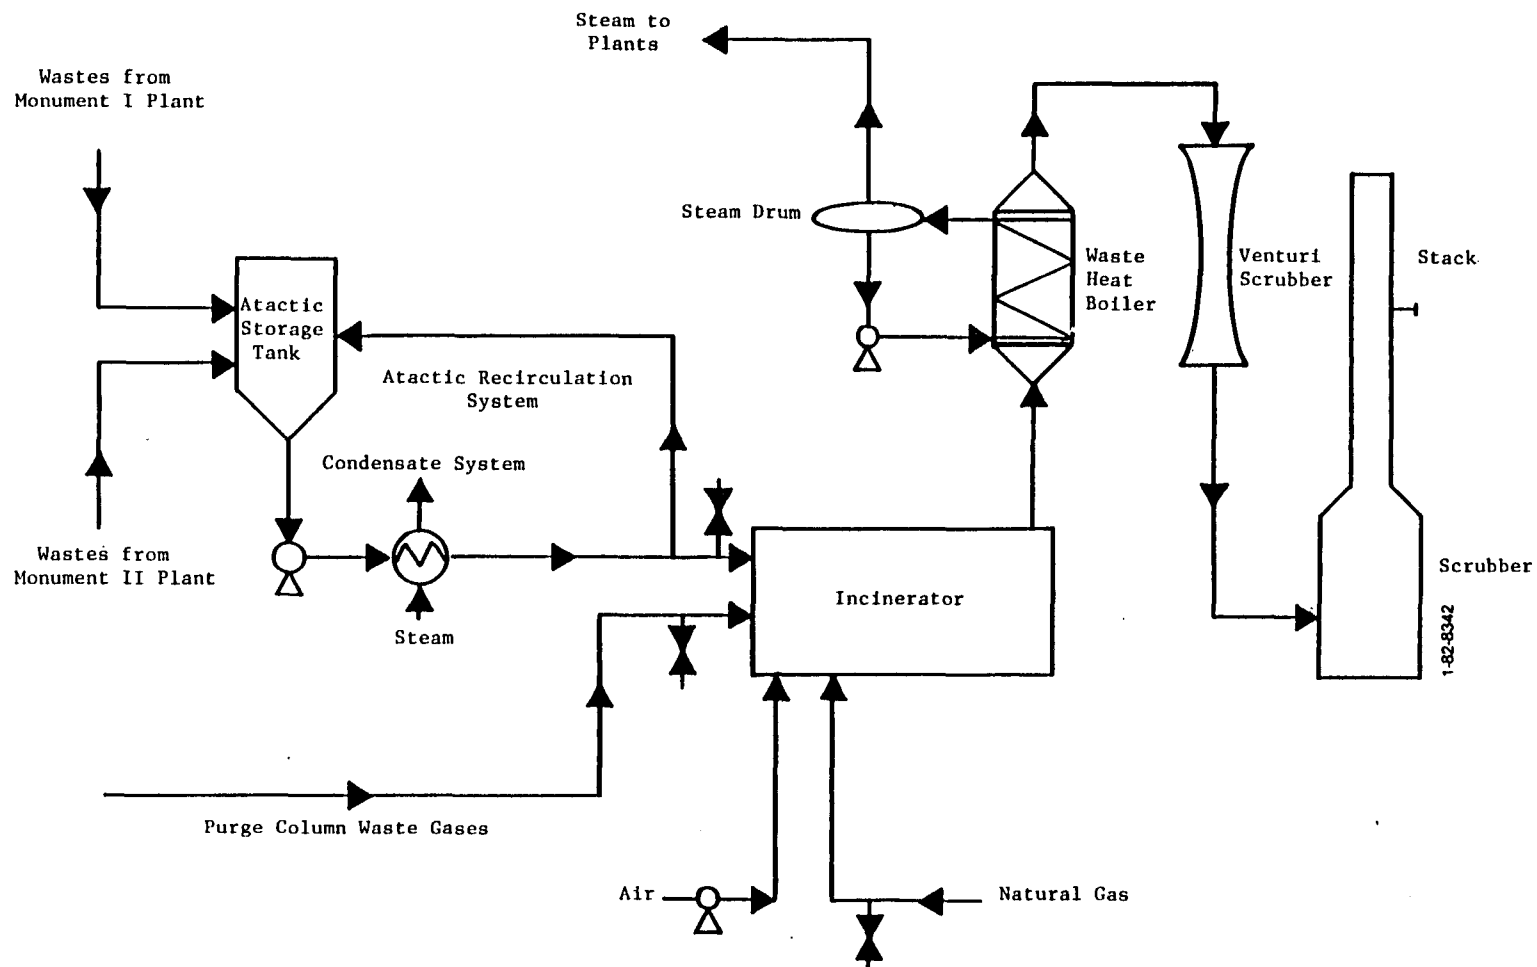 Steam to
Plants
Wastes from
Monument I Plant
Steam Drum
Waste
Heat
Boiler
Venturi
Scrubber
Stack
Atactic
Storage
Tank
Atactic Recirculation
System
Condensate System
Wastes from
Monument II Plant
Steam
Incinerator
Scrubber
1-82-8342
Purge Column Waste Gases
Air
Natural Gas